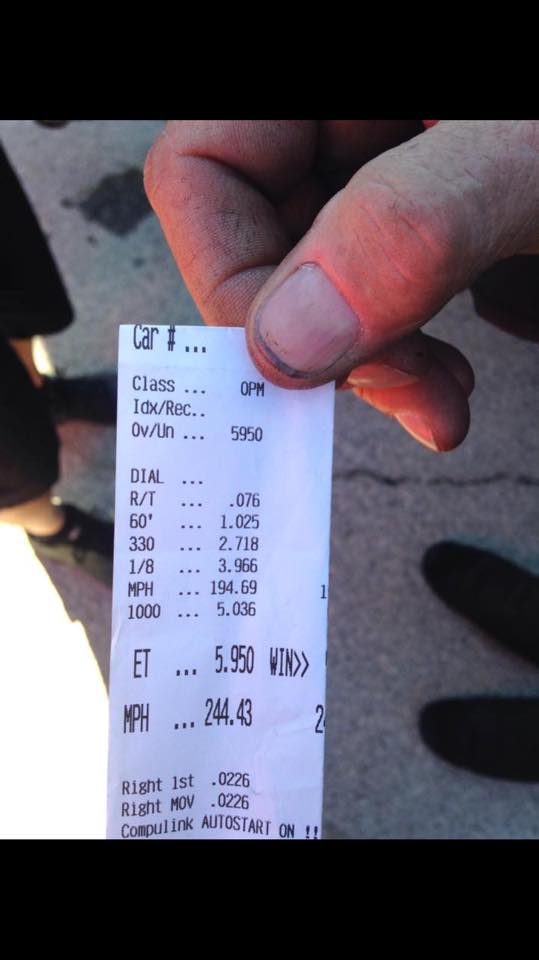 Car # ...
Class ... OPM
Idx/Rec..
Ov/Un ... 5950
DIAL ...
R/T ... .076
60' ... 1.025
330 ... 2.718
1/8 ... 3.966
MPH ... 194.69 1
1000 ... 5.036
ET ... 5.950 WIN>>
MPH ... 244.43 2
Right 1st .0226
Right MOV .0226
Compulink AUTOSTART ON !!